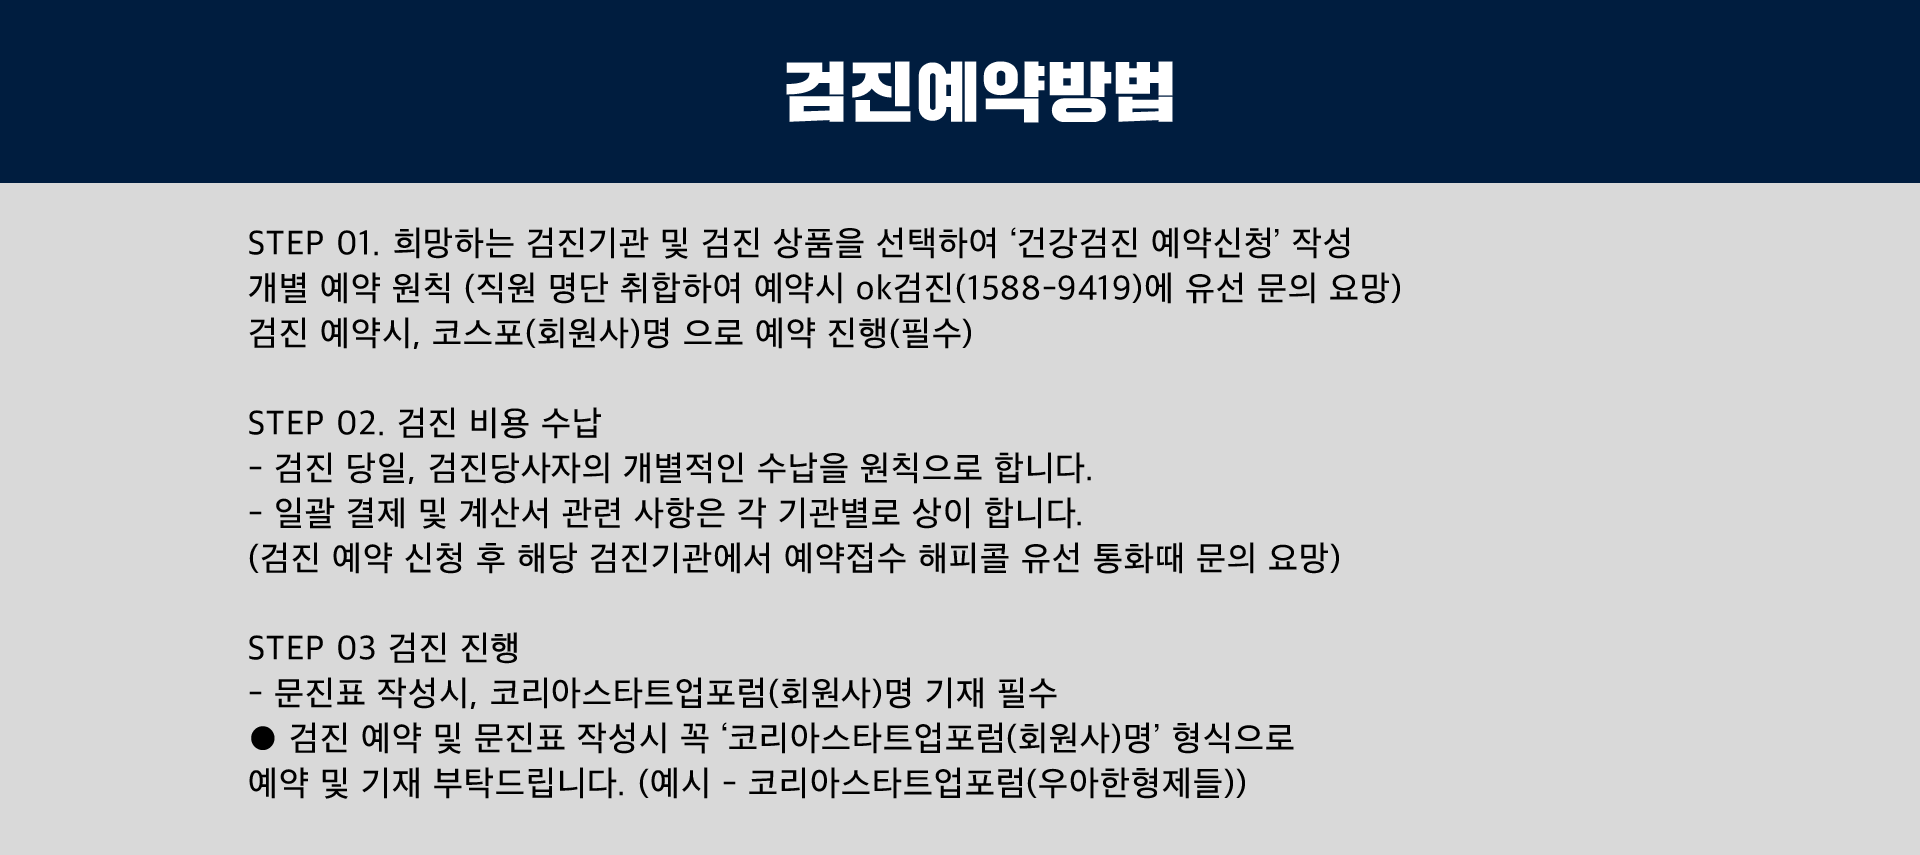 검진예약방법
STEP 01. 희망하는 검진기관 및 검진 상품을 선택하여 ‘건강검진 예약신청’ 작성
개별 예약 원칙 (직원 명단 취합하여 예약시 ok검진(1588-9419)에 유선 문의 요망)
검진 예약시, 코스포(회원사)명 으로 예약 진행(필수)
STEP 02. 검진 비용 수납
- 검진 당일, 검진당사자의 개별적인 수납을 원칙으로 합니다.
- 일괄 결제 및 계산서 관련 사항은 각 기관별로 상이 합니다.
(검진 예약 신청 후 해당 검진기관에서 예약접수 해피콜 유선 통화때 문의 요망)
STEP 03 검진 진행
- 문진표 작성시, 코리아스타트업포럼(회원사)명 기재 필수
● 검진 예약 및 문진표 작성시 꼭 ‘코리아스타트업포럼(회원사)명’ 형식으로
예약 및 기재 부탁드립니다. (예시 - 코리아스타트업포럼(우아한형제들))